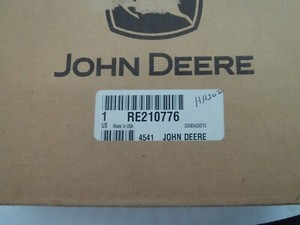 JOHN DEERE
1 RE210776
US Made In USA
4541 JOHN DEERE